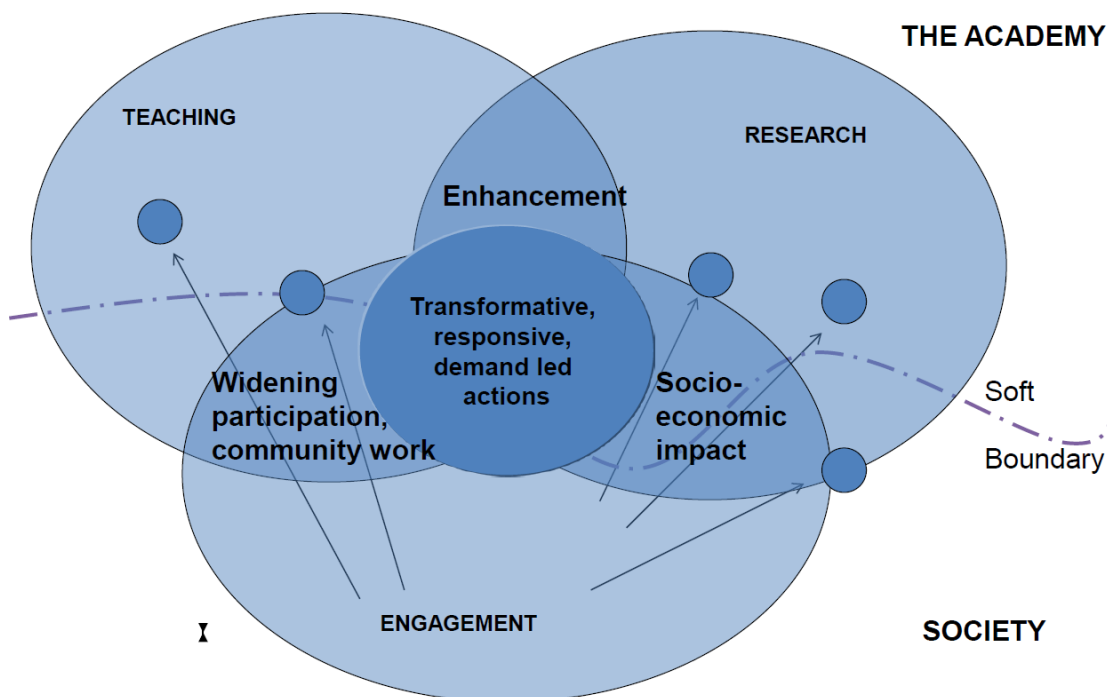 THE ACADEMY
TEACHING
RESEARCH
Enhancement
Transformative,
responsive,
demand led
actions
Widening
participation,
community work
Socio-
economic
impact
Soft
Boundary
ENGAGEMENT
SOCIETY